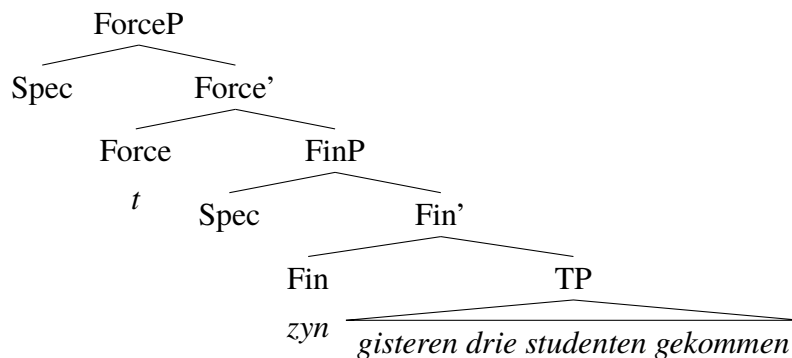 ForceP
Spec Force’
Force FinP
t Spec Fin’
Fin TP
zyn gisteren drie studenten gekommen